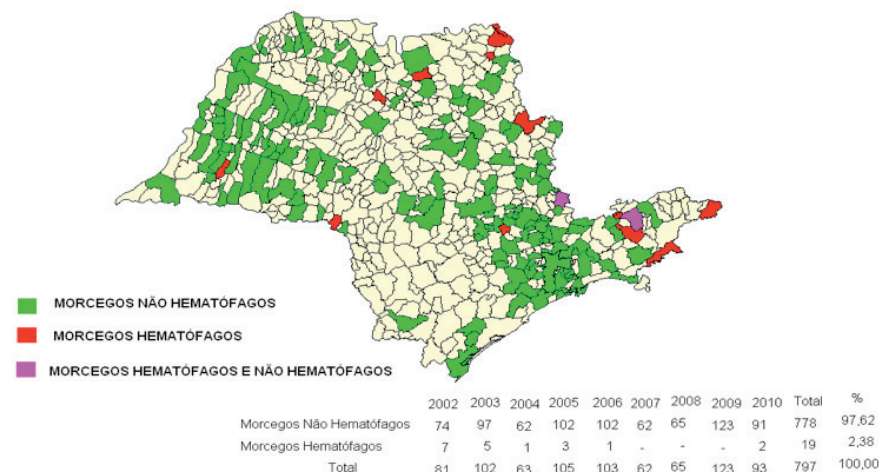 MORCEGOS NÃO HEMATÓFAGOS
MORCEGOS HEMATÓFAGOS
MORCEGOS HEMATÓFAGOS E NÃO HEMATÓFAGOS
2002 2003 2004 2005 2006 2007 2008 2009 2010 Total %
Morcegos Não Hematófagos 74 97 62 102 102 62 65 123 91 778 97,62
Morcegos Hematófagos 7 5 1 3 1 - - - 2 19 2,38
Total 81 102 63 105 103 62 65 123 93 797 100,00